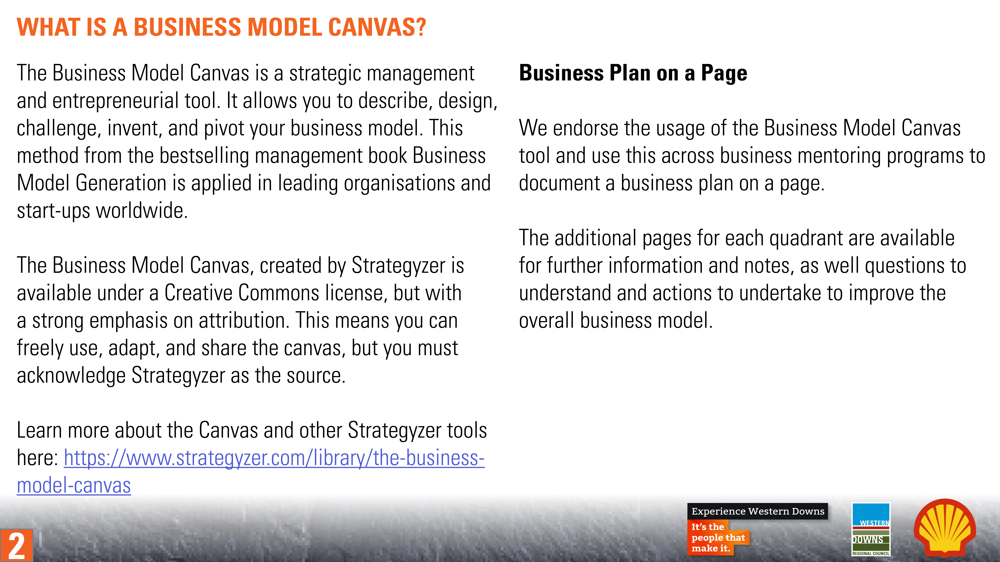 WHAT IS A BUSINESS MODEL CANVAS?
The Business Model Canvas is a strategic management
and entrepreneurial tool. It allows you to describe, design,
challenge, invent, and pivot your business model. This
method from the bestselling management book Business
Model Generation is applied in leading organisations and
start-ups worldwide.
The Business Model Canvas, created by Strategyzer is
available under a Creative Commons license, but with
a strong emphasis on attribution. This means you can
freely use, adapt, and share the canvas, but you must
acknowledge Strategyzer as the source.
Learn more about the Canvas and other Strategyzer tools
here: https://www.strategyzer.com/library/the-business-
model-canvas
Business Plan on a Page
We endorse the usage of the Business Model Canvas
tool and use this across business mentoring programs to
document a business plan on a page.
The additional pages for each quadrant are available
for further information and notes, as well questions to
understand and actions to undertake to improve the
overall business model.
2
Experience Western Downs
It's the
people that
make it.
WESTERN
DOWNS
REGIONAL COUNCIL